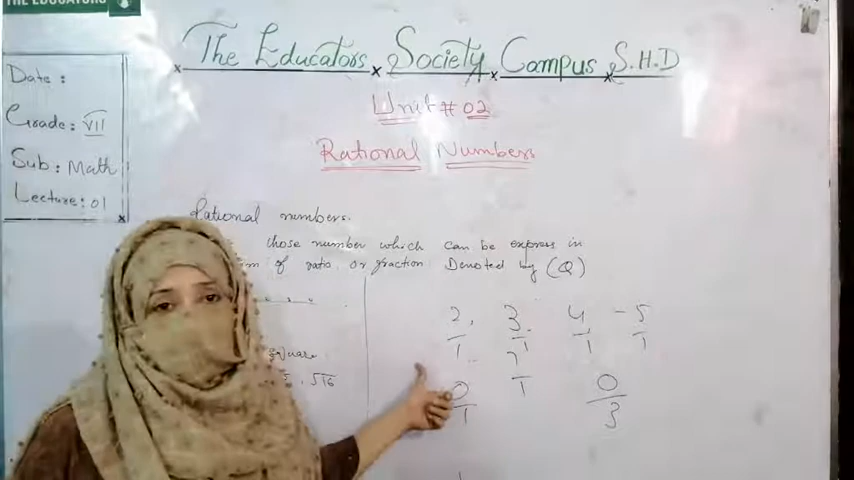 THE EDUCATORS
The Educators Society Campus S.H.D
Date:
Grade: VII
Sub: Math
Lecture: 01
Unit # 02
Rational Numbers
Rational numbers.
those number which can be express in
of ratio or fraction. Denoted by (Q)
2, 3 4 -5
1 1 1 1
7
1
0 0
1 3
√16